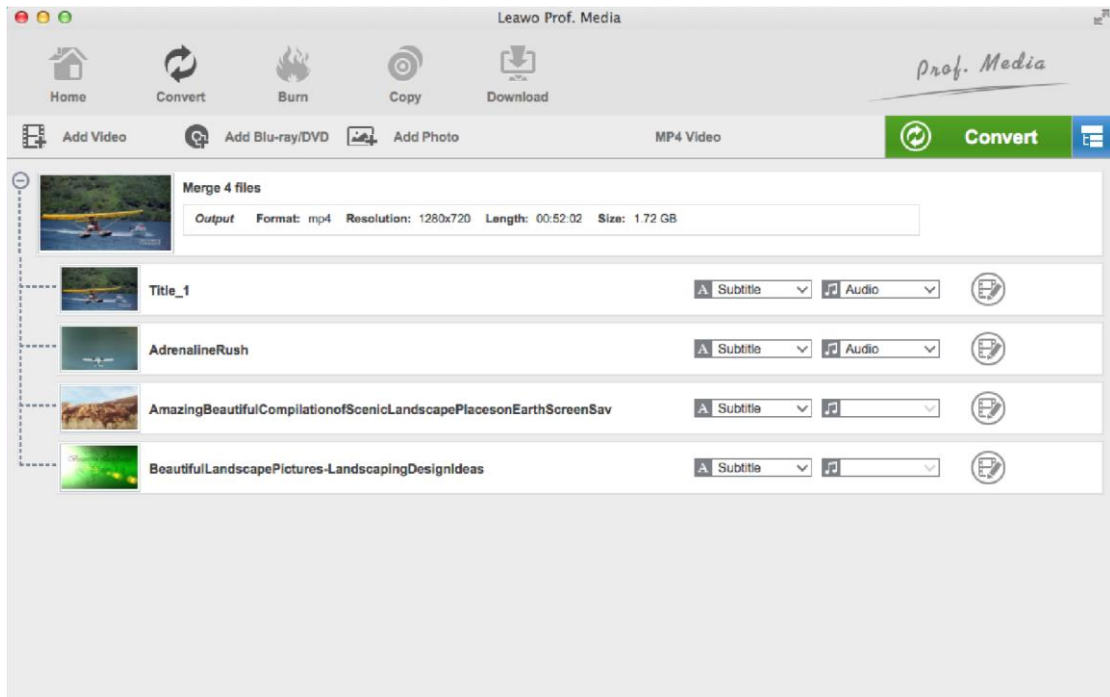 Leawo Prof. Media
Home Convert Burn Copy Download
Prof. Media
Add Video Add Blu-ray/DVD Add Photo MP4 Video Convert
Merge 4 files
Output Format: mp4 Resolution: 1280x720 Length: 00:52:02 Size: 1.72 GB
Title_1 A Subtitle Audio
AdrenalineRush A Subtitle Audio
AmazingBeautifulCompilationofScenicLandscapePlacesonEarthScreenSav A Subtitle
BeautifulLandscapePictures-LandscapingDesignIdeas A Subtitle